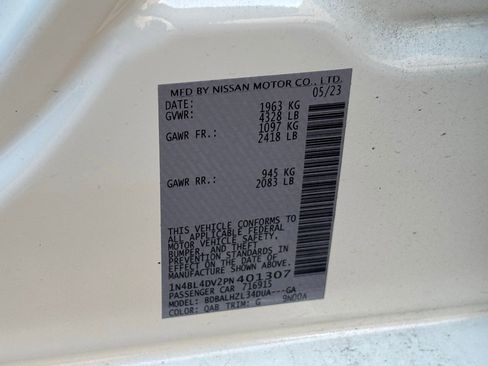 MFD BY NISSAN MOTOR CO., LTD.
DATE: 05/23
GVWR: 1963 KG
4328 LB
GAWR FR.: 1097 KG
2418 LB
GAWR RR.: 945 KG
2083 LB
THIS VEHICLE CONFORMS TO
ALL APPLICABLE FEDERAL
MOTOR VEHICLE SAFETY,
BUMPER, AND THEFT
PREVENTION STANDARDS
IN EFFECT ON THE DATE OF
MANUFACTURE SHOWN ABOVE.
1N4BL4DV2PN401307
PASSENGER CAR 716915
MODEL: BDBALHZL34DUA---GA
COLOR: QAB TRIM: G 9N00A